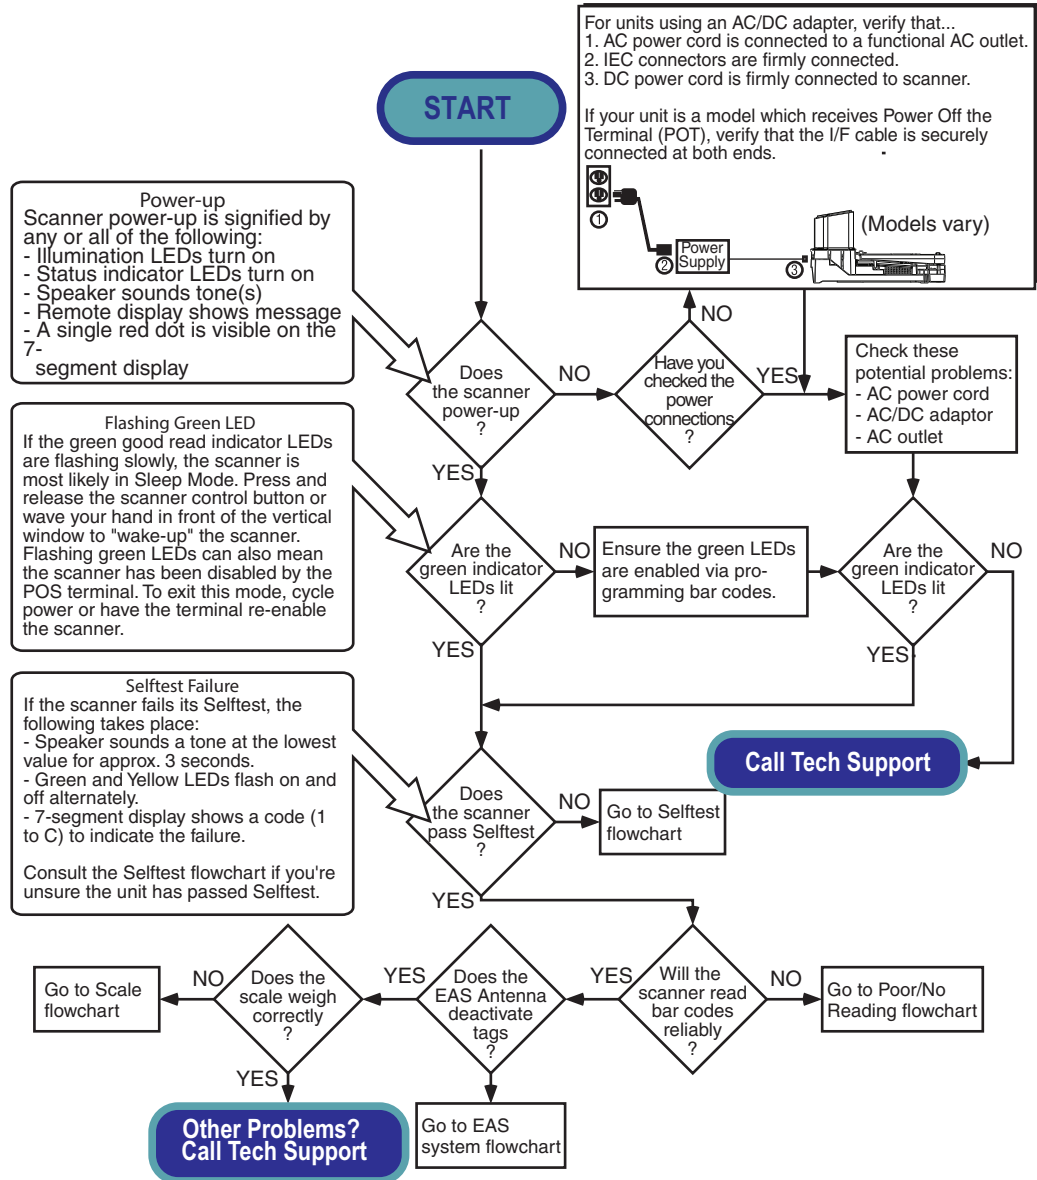 For units using an AC/DC adapter, verify that...
1. AC power cord is connected to a functional AC outlet.
2. IEC connectors are firmly connected.
3. DC power cord is firmly connected to scanner.
If your unit is a model which receives Power Off the
Terminal (POT), verify that the I/F cable is securely
connected at both ends.
1
2
Power
Supply
3
(Models vary)
START
Power-up
Scanner power-up is signified by
any or all of the following:
- Illumination LEDs turn on
- Status indicator LEDs turn on
- Speaker sounds tone(s)
- Remote display shows message
- A single red dot is visible on the
7-
segment display
Does
the scanner
power-up
?
NO
YES
Have you
checked the
power
connections
?
NO
YES
Check these
potential problems:
- AC power cord
- AC/DC adaptor
- AC outlet
Flashing Green LED
If the green good read indicator LEDs
are flashing slowly, the scanner is
most likely in Sleep Mode. Press and
release the scanner control button or
wave your hand in front of the vertical
window to "wake-up" the scanner.
Flashing green LEDs can also mean
the scanner has been disabled by the
POS terminal. To exit this mode, cycle
power or have the terminal re-enable
the scanner.
Are the
green indicator
LEDs lit
?
NO
YES
Ensure the green LEDs
are enabled via pro-
gramming bar codes.
Are the
green indicator
LEDs lit
?
NO
YES
Call Tech Support
Selftest Failure
If the scanner fails its Selftest, the
following takes place:
- Speaker sounds a tone at the lowest
value for approx. 3 seconds.
- Green and Yellow LEDs flash on and
off alternately.
- 7-segment display shows a code (1
to C) to indicate the failure.
Consult the Selftest flowchart if you're
unsure the unit has passed Selftest.
Does
the scanner
pass Selftest
?
NO
YES
Go to Selftest
flowchart
Will the
scanner read
bar codes
reliably
?
NO
YES
Go to Poor/No
Reading flowchart
Does the
EAS Antenna
deactivate
tags
?
YES
Go to EAS
system flowchart
Does the
scale weigh
correctly
?
NO
YES
Go to Scale
flowchart
Other Problems?
Call Tech Support